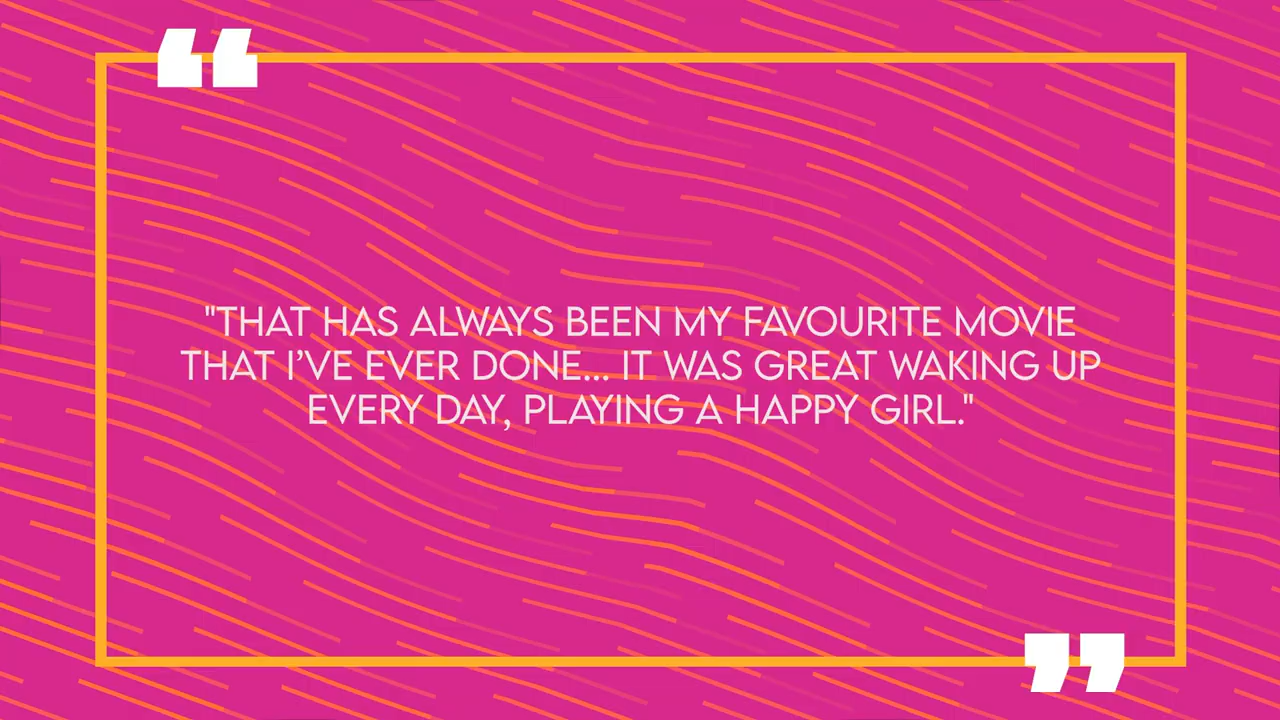 "THAT HAS ALWAYS BEEN MY FAVOURITE MOVIE
THAT I’VE EVER DONE... IT WAS GREAT WAKING UP
EVERY DAY, PLAYING A HAPPY GIRL."